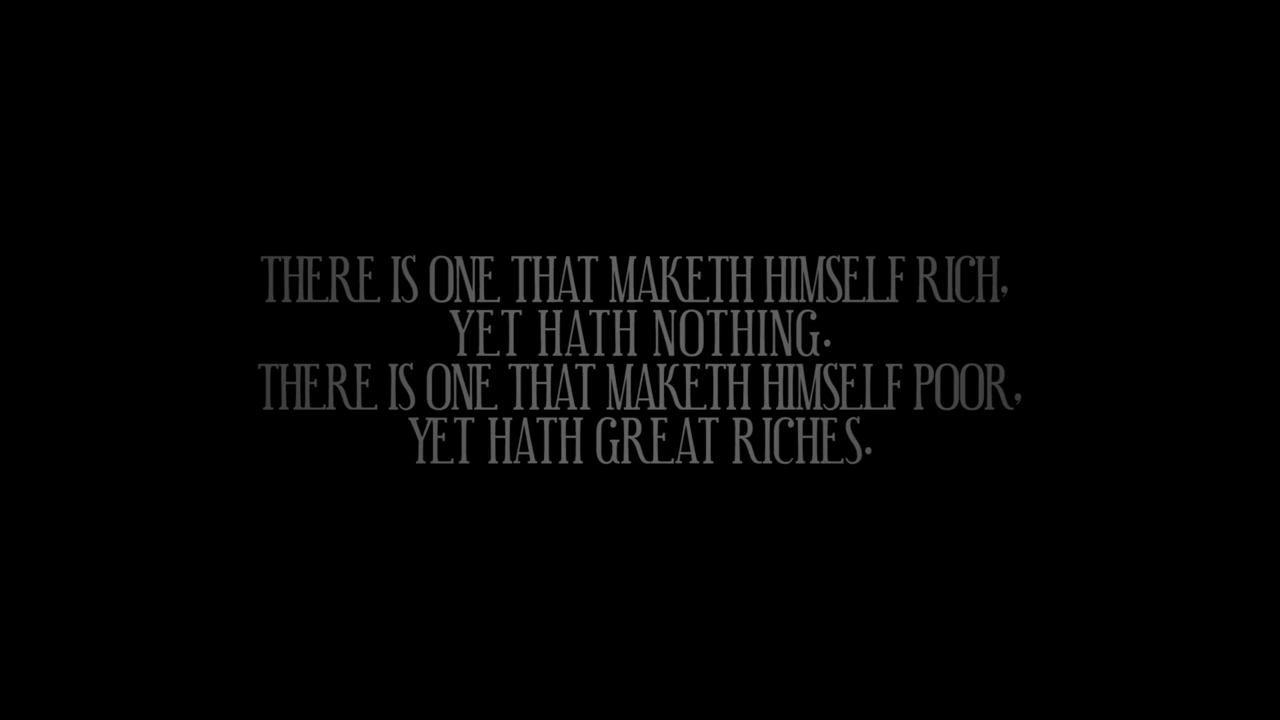 THERE IS ONE THAT MAKETH HIMSELF RICH,
YET HATH NOTHING.
THERE IS ONE THAT MAKETH HIMSELF POOR,
YET HATH GREAT RICHES.